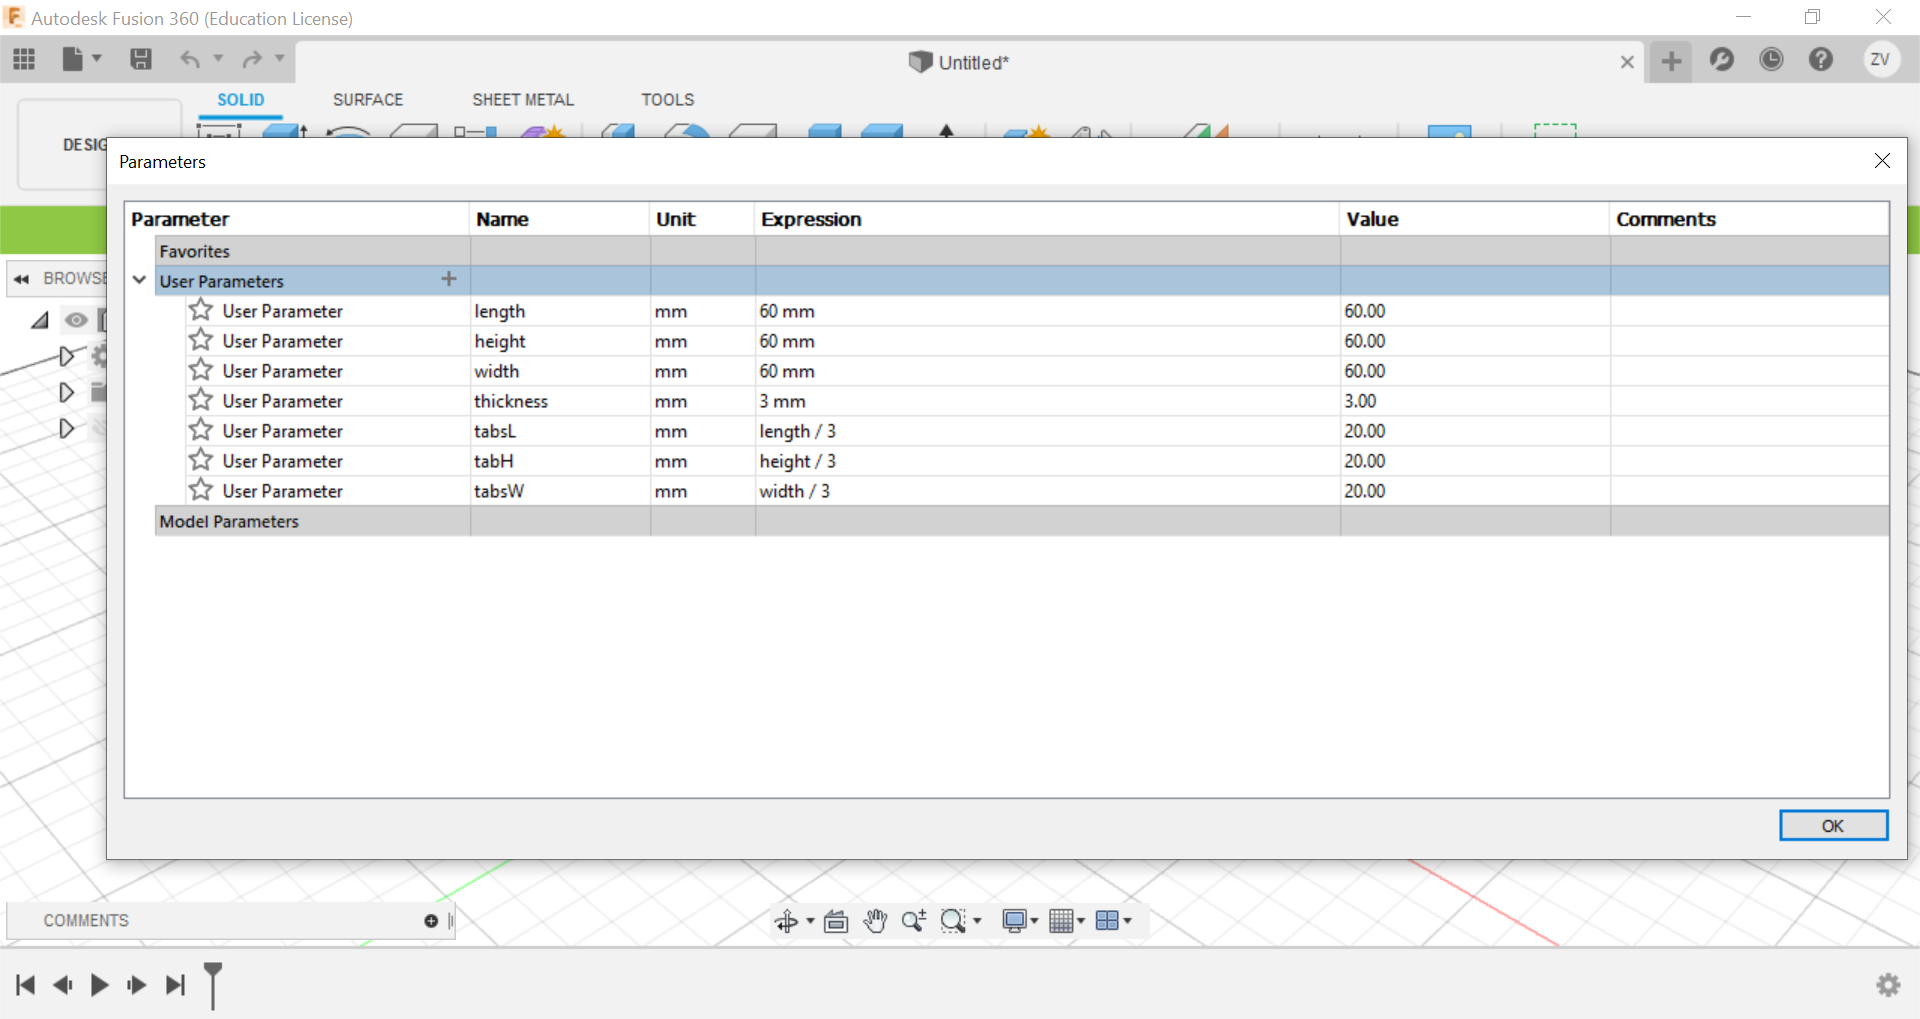 Autodesk Fusion 360 (Education License)
Untitled*
ZV
SOLID SURFACE SHEET METAL TOOLS
DESIG
Parameters
Parameter Name Unit Expression Value Comments
Favorites
BROWSE
User Parameters
User Parameter length mm 60 mm 60.00
User Parameter height mm 60 mm 60.00
User Parameter width mm 60 mm 60.00
User Parameter thickness mm 3 mm 3.00
User Parameter tabsL mm length / 3 20.00
User Parameter tabH mm height / 3 20.00
User Parameter tabsW mm width / 3 20.00
Model Parameters
OK
COMMENTS